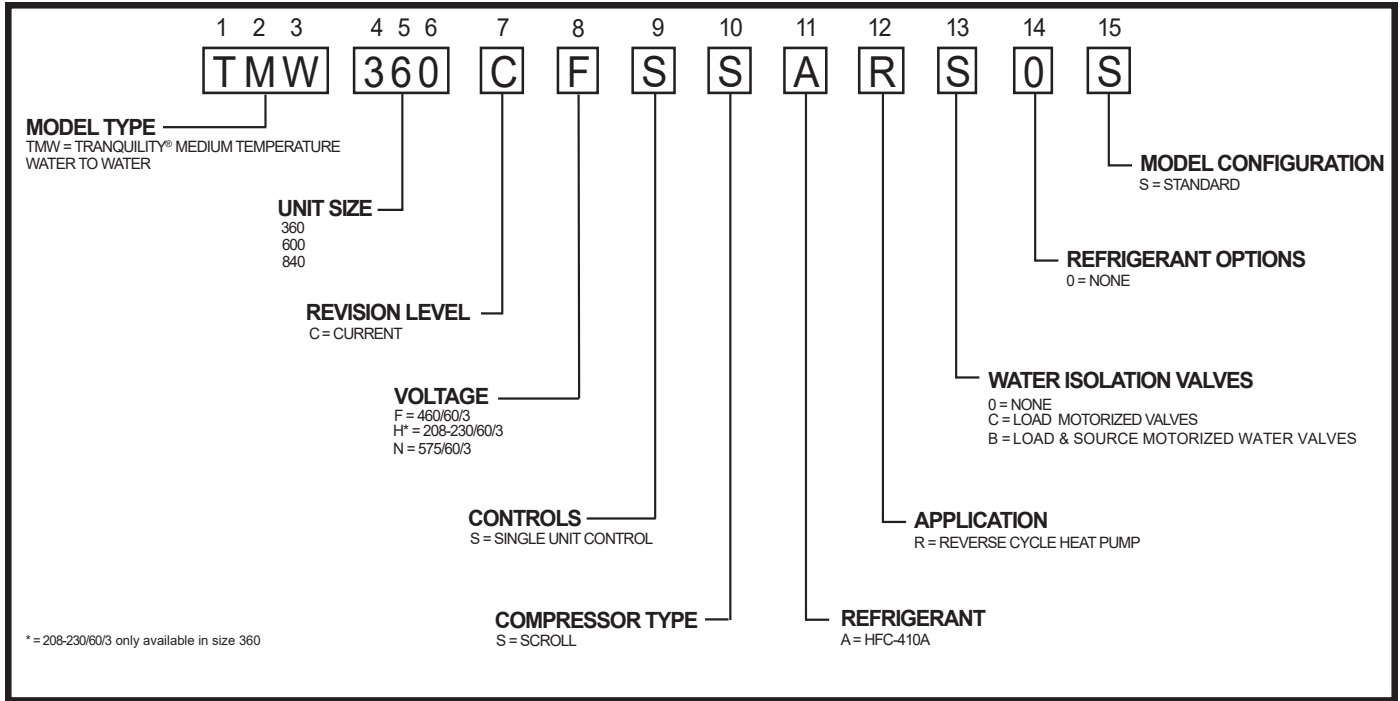 1 2 3 4 5 6 7 8 9 10 11 12 13 14 15
TMW 360 C F S S A R S 0 S
MODEL TYPE
TMW = TRANQUILITY® MEDIUM TEMPERATURE
WATER TO WATER
MODEL CONFIGURATION
S = STANDARD
UNIT SIZE
360
600
840
REFRIGERANT OPTIONS
0 = NONE
REVISION LEVEL
C = CURRENT
WATER ISOLATION VALVES
0 = NONE
C = LOAD MOTORIZED VALVES
B = LOAD & SOURCE MOTORIZED WATER VALVES
VOLTAGE
F = 460/60/3
H* = 208-230/60/3
N = 575/60/3
CONTROLS
S = SINGLE UNIT CONTROL
APPLICATION
R = REVERSE CYCLE HEAT PUMP
COMPRESSOR TYPE
S = SCROLL
REFRIGERANT
A = HFC-410A
* = 208-230/60/3 only available in size 360